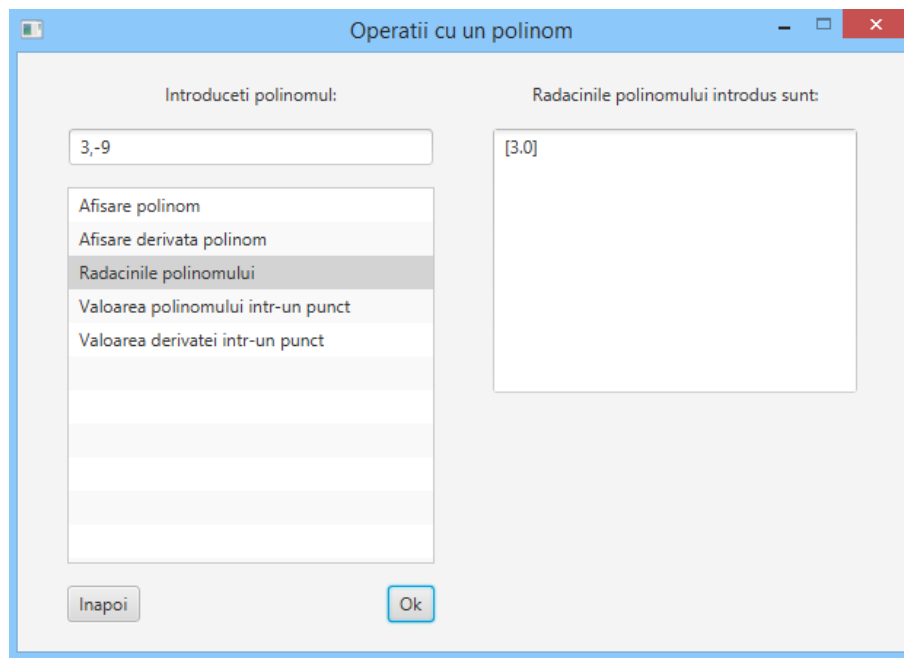 Operatii cu un polinom
Introduceti polinomul:
3,-9
Afisare polinom
Afisare derivata polinom
Radacinile polinomului
Valoarea polinomului intr-un punct
Valoarea derivatei intr-un punct
Inapoi
Ok
Radacinile polinomului introdus sunt:
[3.0]